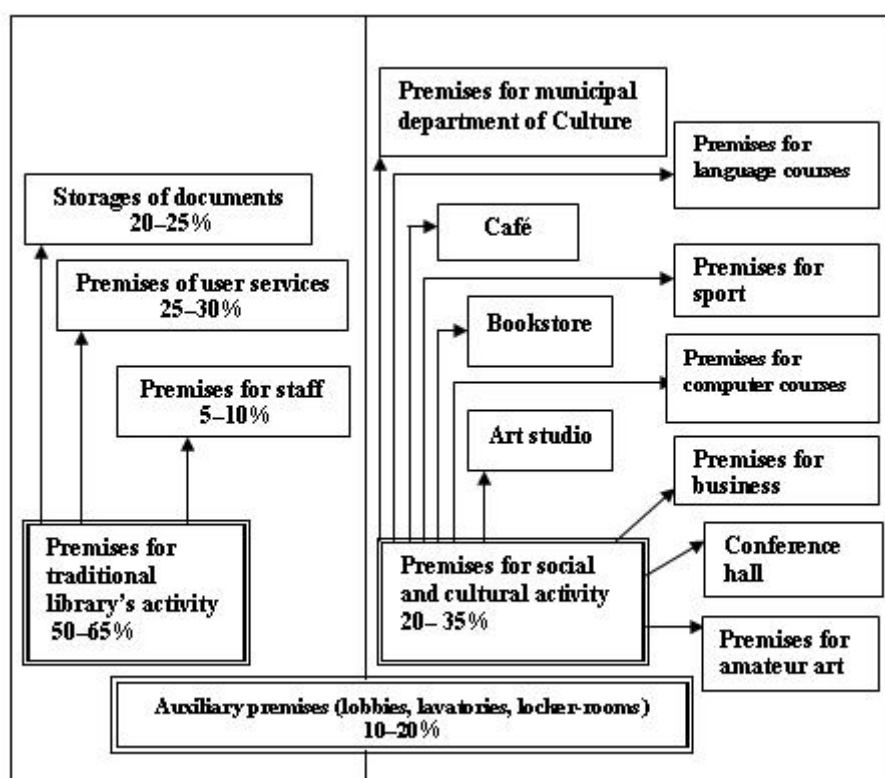 Premises for municipal
department of Culture
Premises for
language courses
Storages of documents
20–25%
Café
Premises of user services
25–30%
Premises for
sport
Bookstore
Premises for staff
5–10%
Premises for
computer courses
Art studio
Premises for
business
Premises for
traditional
library's activity
50–65%
Premises for social
and cultural activity
20– 35%
Conference
hall
Premises for
amateur art
Auxiliary premises (lobbies, lavatories, locker-rooms)
10–20%